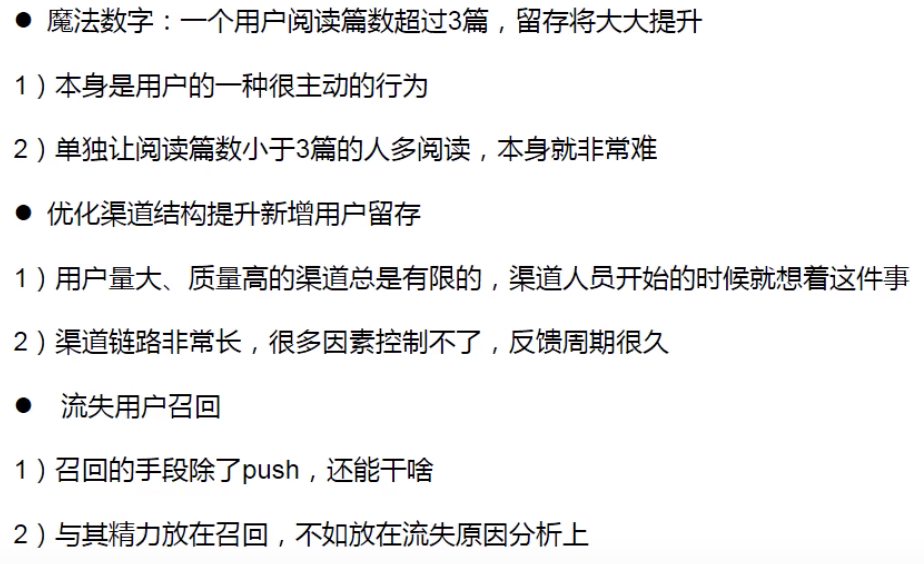 ● 魔法数字：一个用户阅读篇数超过3篇，留存将大大提升
1）本身是用户的一种很主动的行为
2）单独让阅读篇数小于3篇的人多阅读，本身就非常难
● 优化渠道结构提升新增用户留存
1）用户量大、质量高的渠道总是有限的，渠道人员开始的时候就想着这件事
2）渠道链路非常长，很多因素控制不了，反馈周期很久
● 流失用户召回
1）召回的手段除了push，还能干啥
2）与其精力放在召回，不如放在流失原因分析上